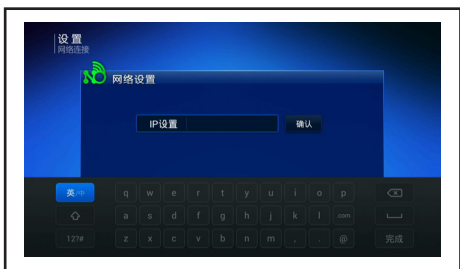 设 置
网络连接
网络设置
IP设置 确认
英/中 q w e r t y u i o p
a s d f g h j k l .com
12?# z x c v b n m , . @ 完成